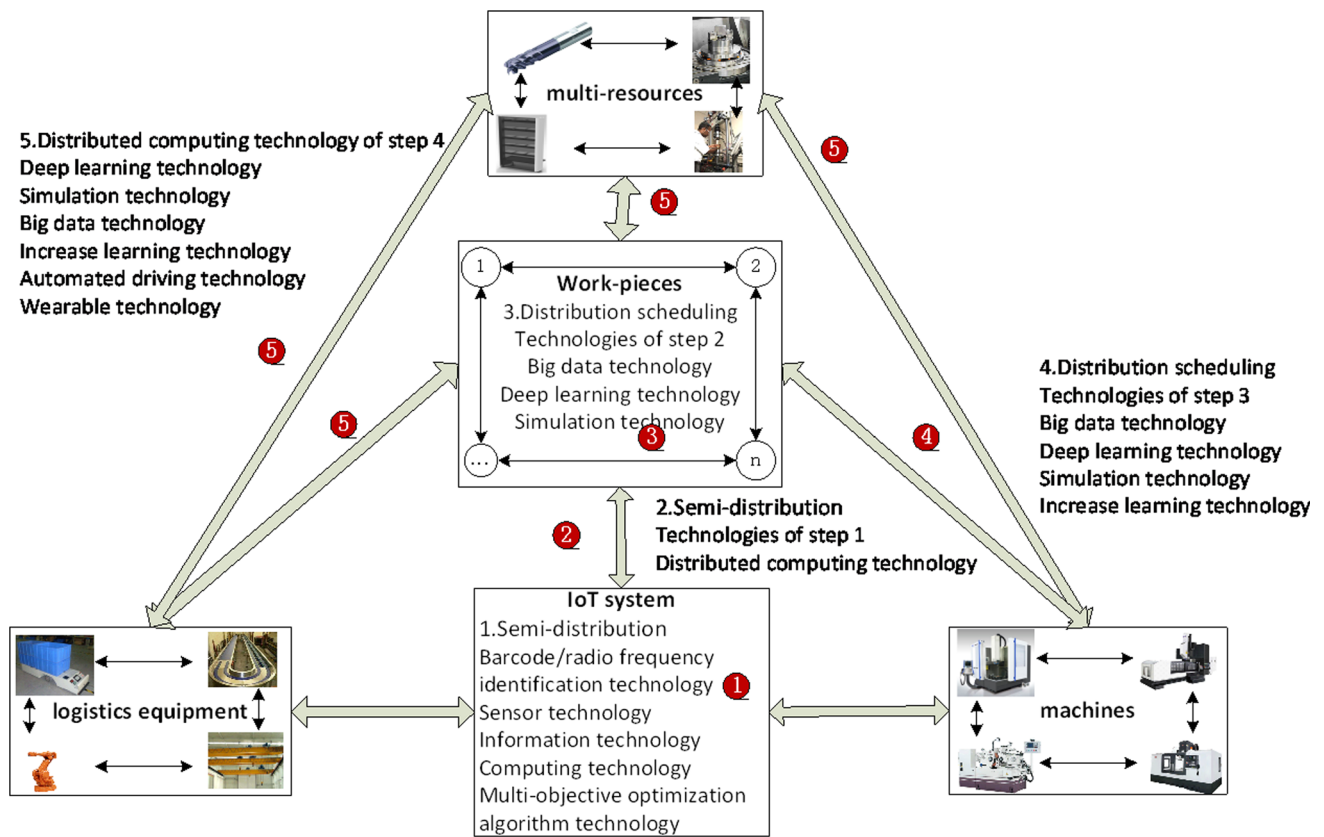 multi-resources
5
5.Distributed computing technology of step 4
Deep learning technology
Simulation technology
Big data technology
Increase learning technology
Automated driving technology
Wearable technology
5
5
1
2
Work-pieces
3.Distribution scheduling
Technologies of step 2
Big data technology
Deep learning technology
Simulation technology
3
...
n
5
4
4.Distribution scheduling
Technologies of step 3
Big data technology
Deep learning technology
Simulation technology
Increase learning technology
2
2.Semi-distribution
Technologies of step 1
Distributed computing technology
logistics equipment
IoT system
1.Semi-distribution
Barcode/radio frequency
identification technology
1
Sensor technology
Information technology
Computing technology
Multi-objective optimization
algorithm technology
machines